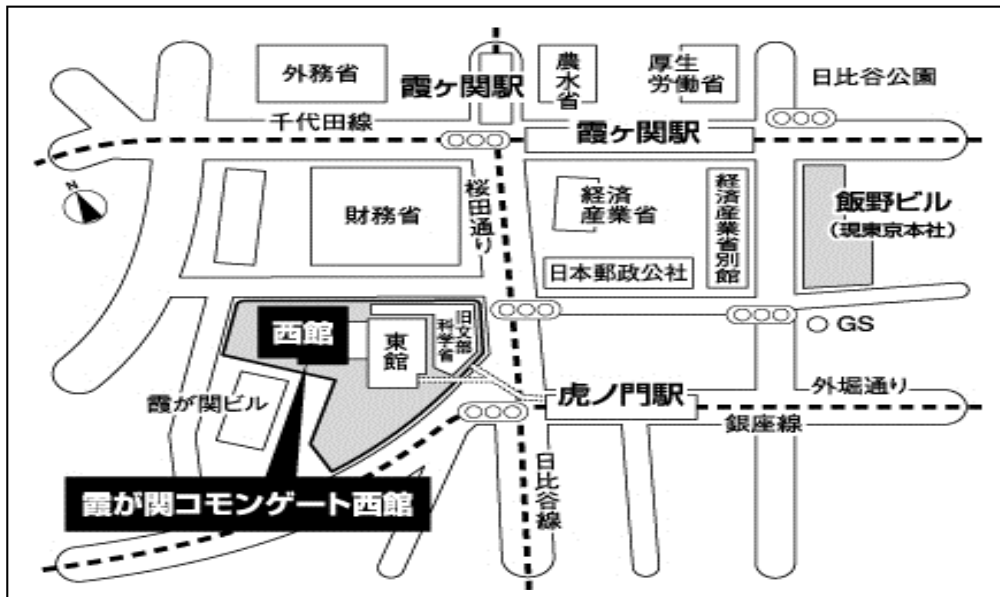 外務省
霞ヶ関駅
農水省
厚生
労働省
日比谷公園
千代田線
霞ヶ関駅
N
財務省
桜田通り
経済
産業省
経済産業省別館
飯野ビル
(現東京本社)
日本郵政公社
西館
東館
旧文部
科学省
GS
霞が関ビル
虎ノ門駅
外堀通り
銀座線
霞が関コモンゲート西館
日比谷線